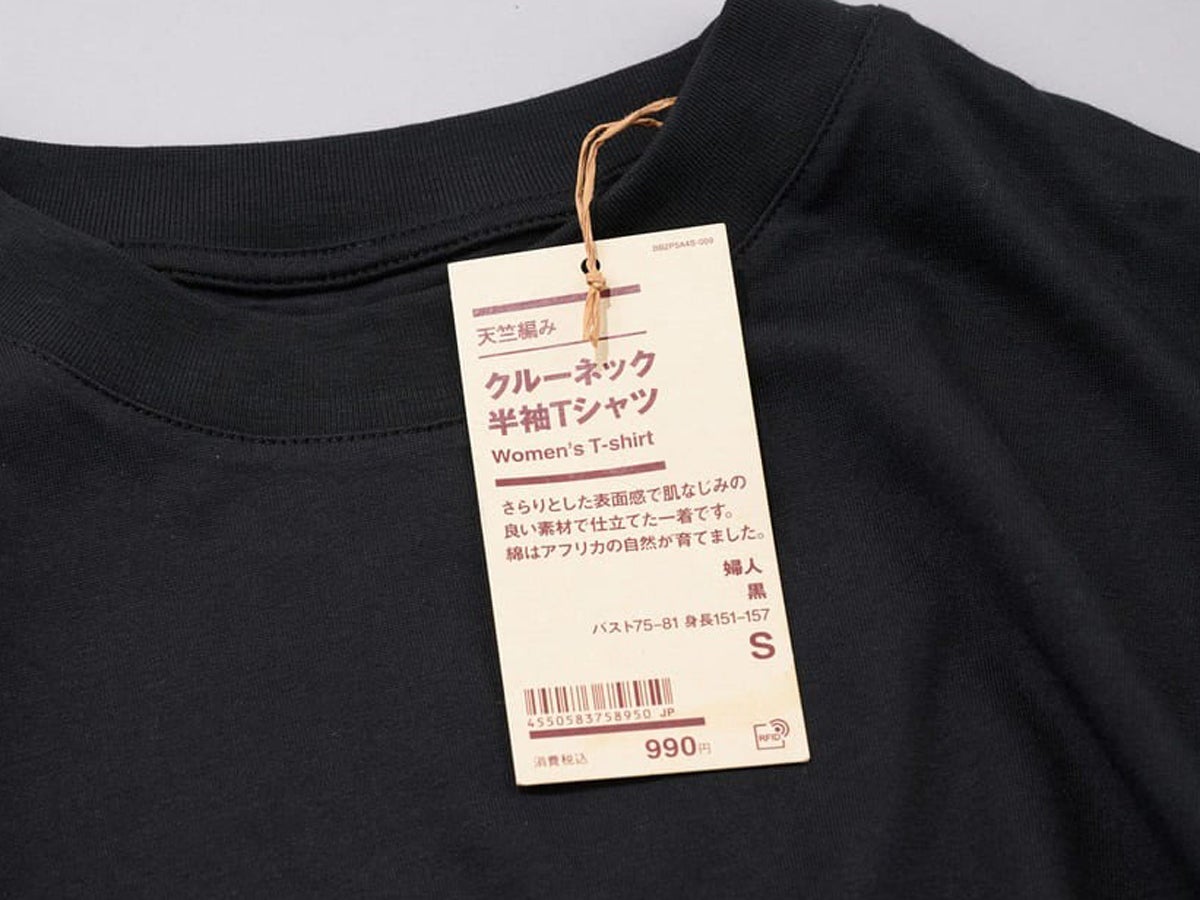 BB2P5A4S-009
天竺編み
クルーネック
半袖Tシャツ
Women's T-shirt
さらりとした表面感で肌なじみの
良い素材で仕立てた一着です。
綿はアフリカの自然が育てました。
婦人
黒
バスト75-81 身長151-157
S
4550583758950 JP
消費税込 990円
RFID